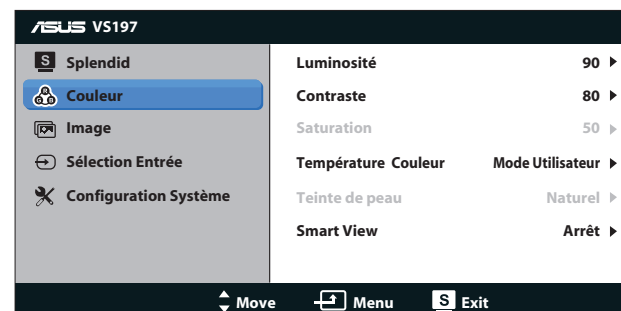 ASUS VS197
S Splendid
R G B Couleur
Image
Sélection Entrée
Configuration Système
Luminosité 90
Contraste 80
Saturation 50
Température Couleur Mode Utilisateur
Teinte de peau Naturel
Smart View Arrêt
Move Menu S Exit